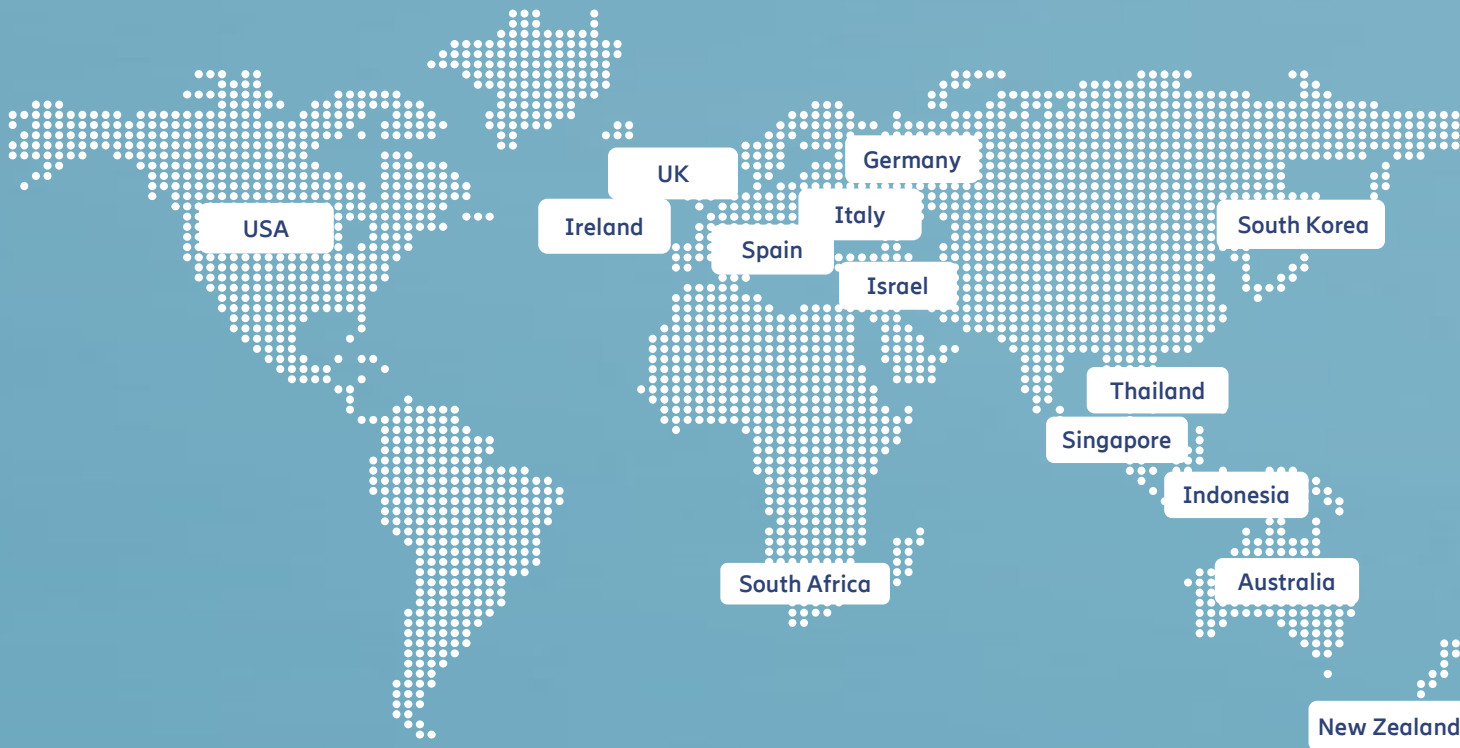 Germany
UK
Italy
South Korea
Ireland
USA
Spain
Israel
Thailand
Singapore
Indonesia
Australia
South Africa
New Zealand